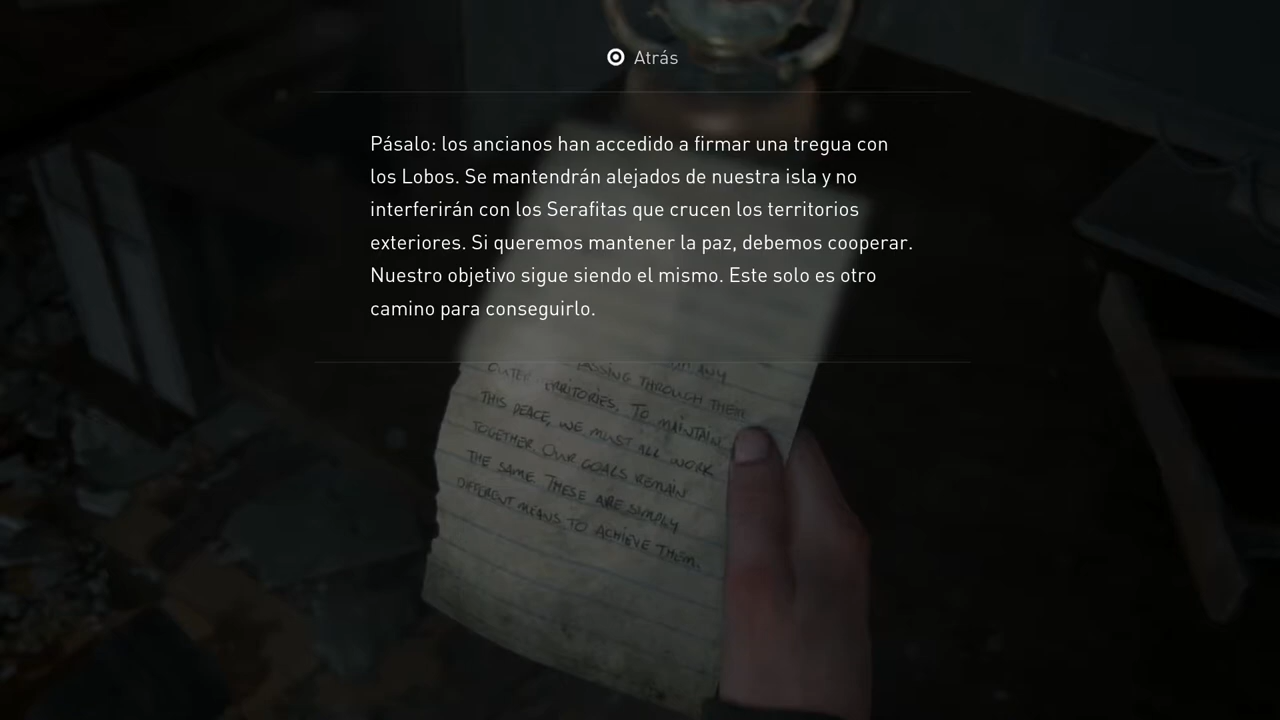 Atrás
Pásalo: los ancianos han accedido a firmar una tregua con
los Lobos. Se mantendrán alejados de nuestra isla y no
interferirán con los Serafitas que crucen los territorios
exteriores. Si queremos mantener la paz, debemos cooperar.
Nuestro objetivo sigue siendo el mismo. Este solo es otro
camino para conseguirlo.
ANY
PASSING THROUGH THEIR
OUTER TERRITORIES. TO MAINTAIN
THIS PEACE, WE MUST ALL WORK
TOGETHER. OUR GOALS REMAIN
THE SAME. THESE ARE SIMPLY
DIFFERENT MEANS TO ACHIEVE THEM.